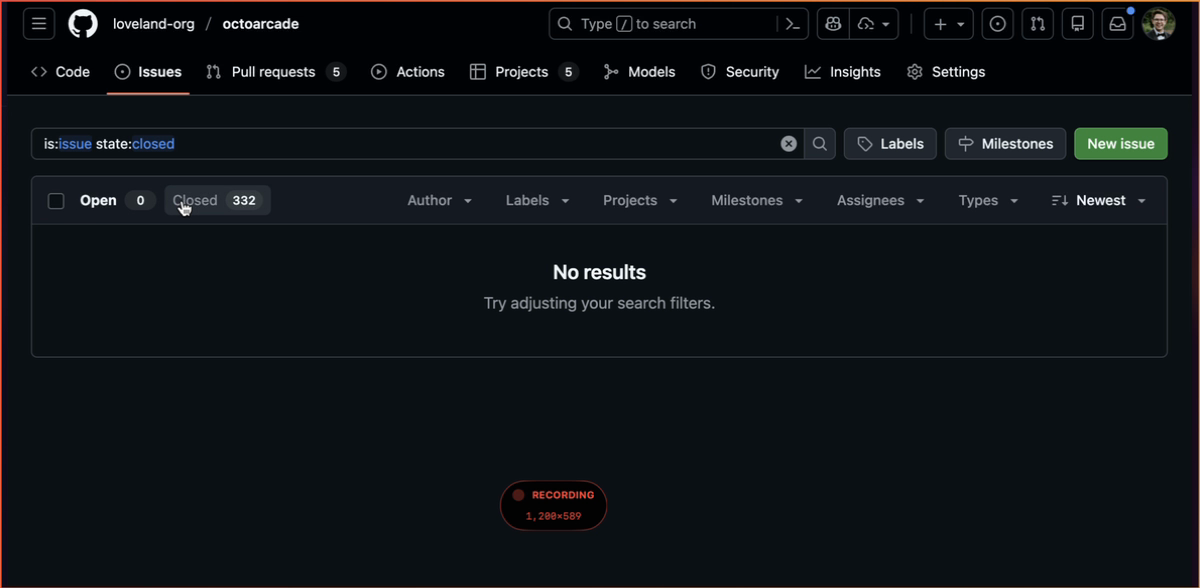 loveland-org / octoarcade
Type / to search
Code Issues Pull requests 5 Actions Projects 5 Models Security Insights Settings
is:issue state:closed
Labels Milestones New issue
Open 0 Closed 332 Author Labels Projects Milestones Assignees Types Newest
No results
Try adjusting your search filters.
RECORDING
1,200×589